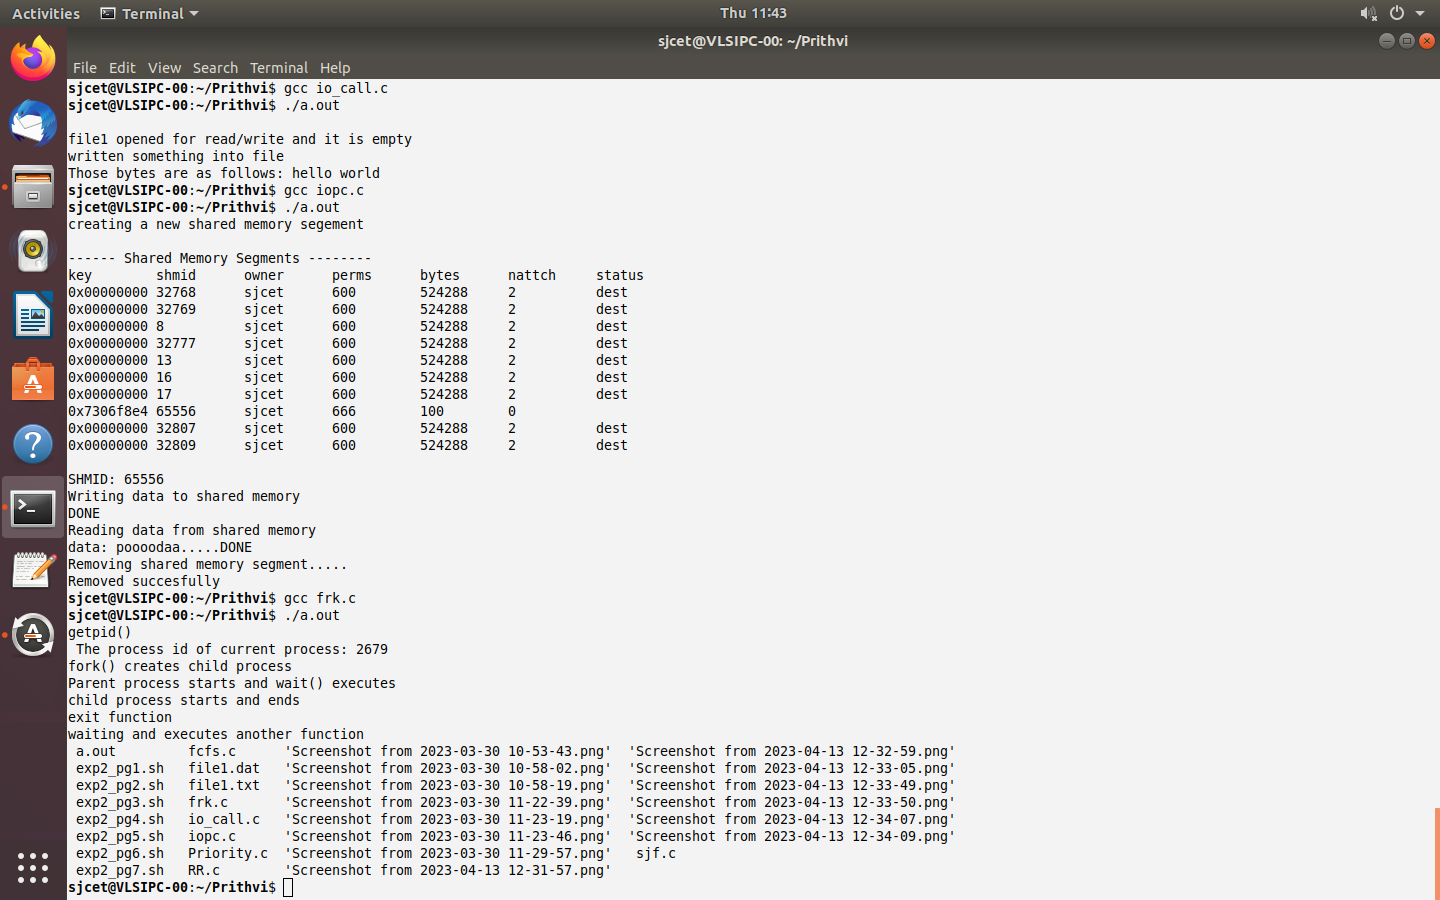 Activities Terminal Thu 11:43
sjcet@VLSIPC-00: ~/Prithvi
File Edit View Search Terminal Help
sjcet@VLSIPC-00:~/Prithvi$ gcc io_call.c
sjcet@VLSIPC-00:~/Prithvi$ ./a.out
file1 opened for read/write and it is empty
written something into file
Those bytes are as follows: hello world
sjcet@VLSIPC-00:~/Prithvi$ gcc iopc.c
sjcet@VLSIPC-00:~/Prithvi$ ./a.out
creating a new shared memory segement
------ Shared Memory Segments --------
key        shmid      owner      perms      bytes      nattch     status
0x00000000 32768      sjcet      600        524288     2          dest
0x00000000 32769      sjcet      600        524288     2          dest
0x00000000 8          sjcet      600        524288     2          dest
0x00000000 32777      sjcet      600        524288     2          dest
0x00000000 13         sjcet      600        524288     2          dest
0x00000000 16         sjcet      600        524288     2          dest
0x00000000 17         sjcet      600        524288     2          dest
0x7306f8e4 65556      sjcet      666        100        0
0x00000000 32807      sjcet      600        524288     2          dest
0x00000000 32809      sjcet      600        524288     2          dest
SHMID: 65556
Writing data to shared memory
DONE
Reading data from shared memory
data: poooodaa.....DONE
Removing shared memory segment.....
Removed succesfully
sjcet@VLSIPC-00:~/Prithvi$ gcc frk.c
sjcet@VLSIPC-00:~/Prithvi$ ./a.out
getpid()
The process id of current process: 2679
fork() creates child process
Parent process starts and wait() executes
child process starts and ends
exit function
waiting and executes another function
a.out         fcfs.c      'Screenshot from 2023-03-30 10-53-43.png'  'Screenshot from 2023-04-13 12-32-59.png'
exp2_pg1.sh   file1.dat   'Screenshot from 2023-03-30 10-58-02.png'  'Screenshot from 2023-04-13 12-33-05.png'
exp2_pg2.sh   file1.txt   'Screenshot from 2023-03-30 10-58-19.png'  'Screenshot from 2023-04-13 12-33-49.png'
exp2_pg3.sh   frk.c       'Screenshot from 2023-03-30 11-22-39.png'  'Screenshot from 2023-04-13 12-33-50.png'
exp2_pg4.sh   io_call.c   'Screenshot from 2023-03-30 11-23-19.png'  'Screenshot from 2023-04-13 12-34-07.png'
exp2_pg5.sh   iopc.c      'Screenshot from 2023-03-30 11-23-46.png'  'Screenshot from 2023-04-13 12-34-09.png'
exp2_pg6.sh   Priority.c  'Screenshot from 2023-03-30 11-29-57.png'   sjf.c
exp2_pg7.sh   RR.c        'Screenshot from 2023-04-13 12-31-57.png'
sjcet@VLSIPC-00:~/Prithvi$